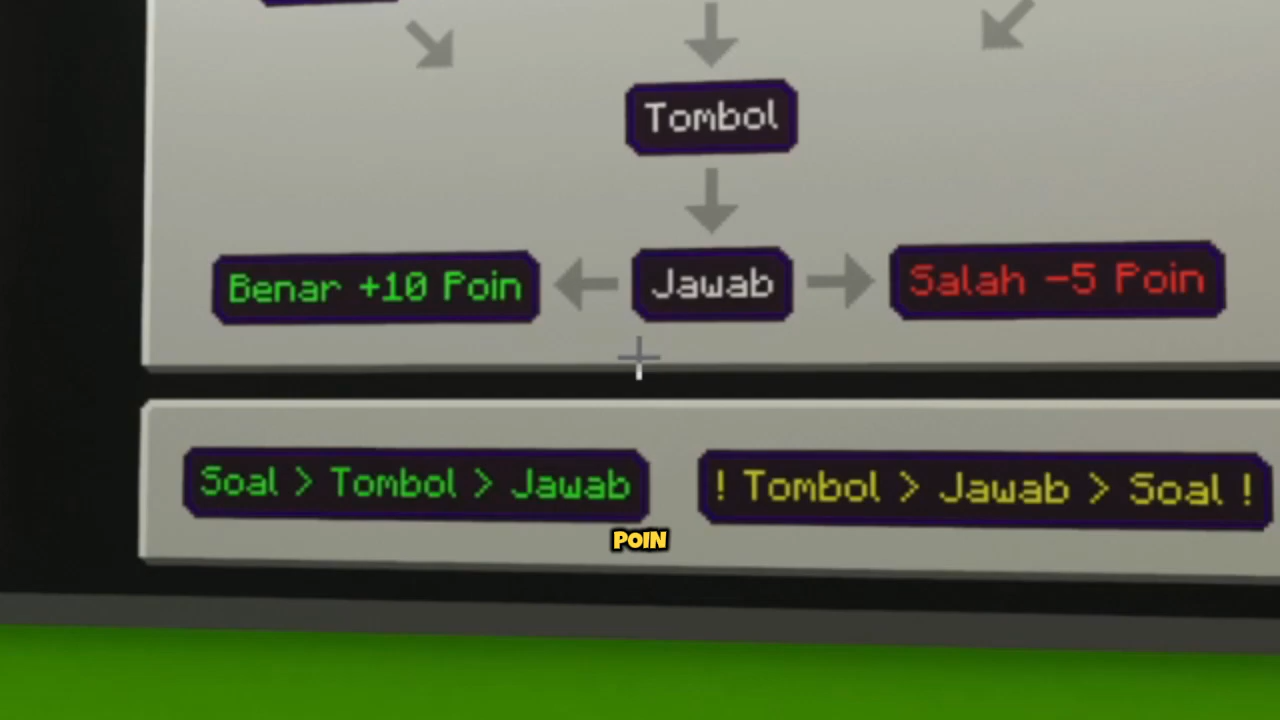 Tombol
Benar +10 Poin
Jawab
Salah -5 Poin
Soal > Tombol > Jawab
! Tombol > Jawab > Soal !
POIN